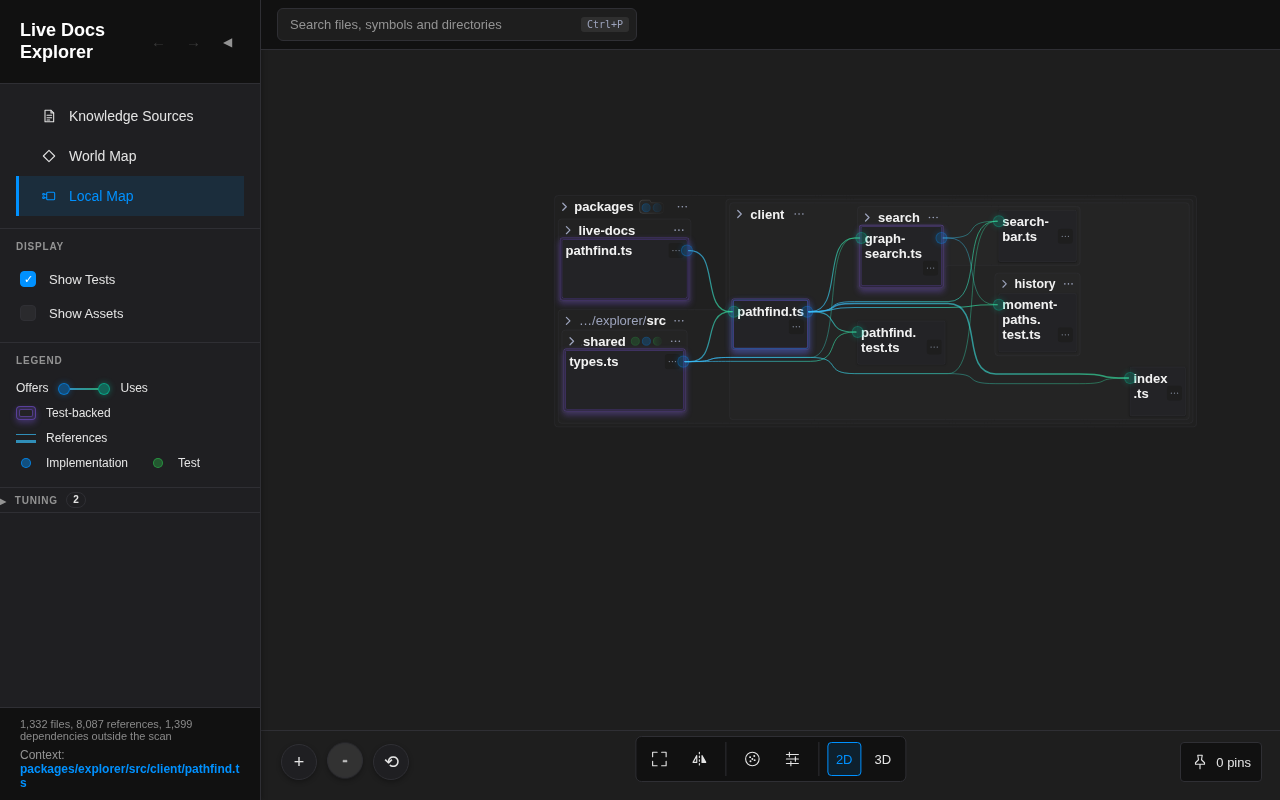 Live Docs
Explorer
Search files, symbols and directories
Ctrl+P
Knowledge Sources
World Map
Local Map
DISPLAY
Show Tests
Show Assets
LEGEND
Offers
Uses
Test-backed
References
Implementation
Test
TUNING
2
1,332 files, 8,087 references, 1,399
dependencies outside the scan
Context:
packages/explorer/src/client/pathfind.t
s
packages
live-docs
pathfind.ts
…/explorer/src
shared
types.ts
client
pathfind.ts
search
graph-
search.ts
pathfind.
test.ts
search-
bar.ts
history
moment-
paths.
test.ts
index
.ts
2D
3D
0 pins